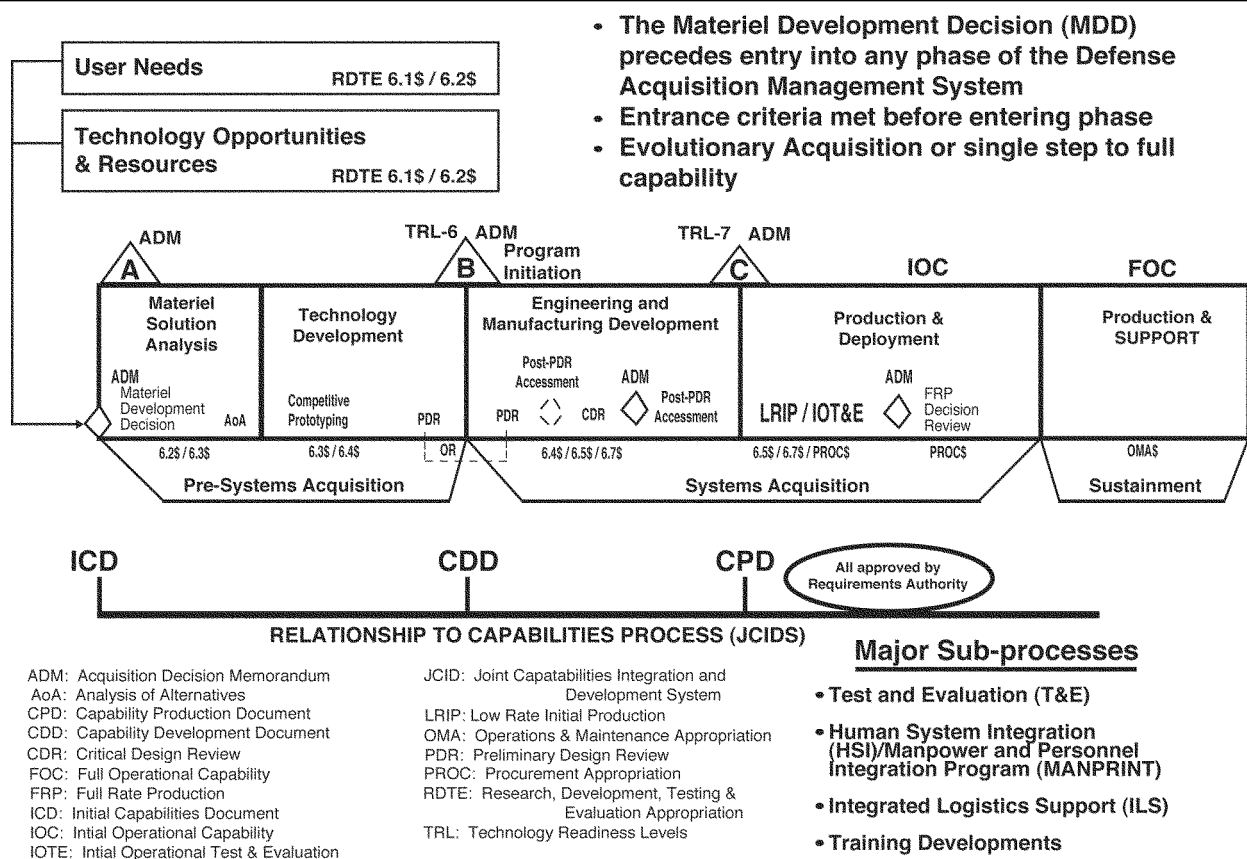 User Needs
RDTE 6.1$ / 6.2$
Technology Opportunities
& Resources
RDTE 6.1$ / 6.2$
• The Materiel Development Decision (MDD)
precedes entry into any phase of the Defense
Acquisition Management System
• Entrance criteria met before entering phase
• Evolutionary Acquisition or single step to full
capability
A
ADM
TRL-6
B
ADM
Program
Initiation
TRL-7
C
ADM
IOC
FOC
Materiel
Solution
Analysis
ADM
Materiel
Development
Decision
AoA
Technology
Development
Competitive
Prototyping
PDR
Engineering and
Manufacturing Development
Post-PDR
Accessment
PDR
CDR
ADM
Post-PDR
Accessment
Production &
Deployment
LRIP / IOT&E
ADM
FRP
Decision
Review
Production &
SUPPORT
6.2$ / 6.3$
6.3$ / 6.4$
OR
6.4$ / 6.5$ / 6.7$
6.5$ / 6.7$ / PROC$
PROC$
OMA$
Pre-Systems Acquisition
Systems Acquisition
Sustainment
ICD
CDD
CPD
All approved by
Requirements Authority
RELATIONSHIP TO CAPABILITIES PROCESS (JCIDS)
ADM: Acquisition Decision Memorandum
AoA: Analysis of Alternatives
CPD: Capability Production Document
CDD: Capability Development Document
CDR: Critical Design Review
FOC: Full Operational Capability
FRP: Full Rate Production
ICD: Initial Capabilities Document
IOC: Intial Operational Capability
IOTE: Intial Operational Test & Evaluation
JCID: Joint Capatabilities Integration and
Development System
LRIP: Low Rate Initial Production
OMA: Operations & Maintenance Appropriation
PDR: Preliminary Design Review
PROC: Procurement Appropriation
RDTE: Research, Development, Testing &
Evaluation Appropriation
TRL: Technology Readiness Levels
Major Sub-processes
• Test and Evaluation (T&E)
• Human System Integration
(HSI)/Manpower and Personnel
Integration Program (MANPRINT)
• Integrated Logistics Support (ILS)
• Training Developments